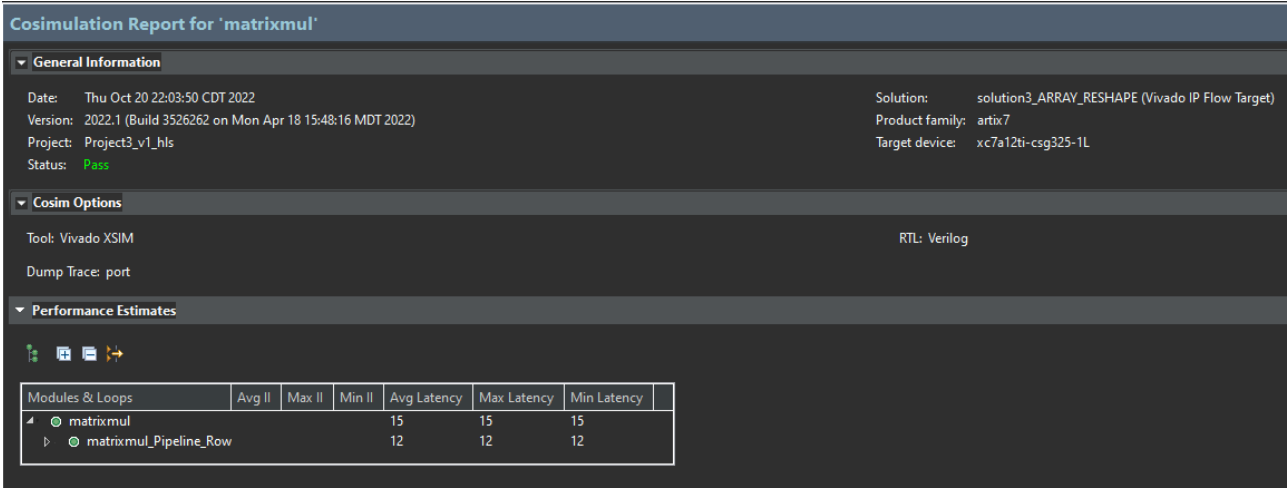 Cosimulation Report for 'matrixmul'
General Information
Date: Thu Oct 20 22:03:50 CDT 2022
Solution: solution3_ARRAY_RESHAPE (Vivado IP Flow Target)
Version: 2022.1 (Build 3526262 on Mon Apr 18 15:48:16 MDT 2022)
Product family: artix7
Project: Project3_v1_hls
Target device: xc7a12ti-csg325-1L
Status: Pass
Cosim Options
Tool: Vivado XSIM
RTL: Verilog
Dump Trace: port
Performance Estimates
Modules & Loops Avg II Max II Min II Avg Latency Max Latency Min Latency
matrixmul 15 15 15
matrixmul_Pipeline_Row 12 12 12